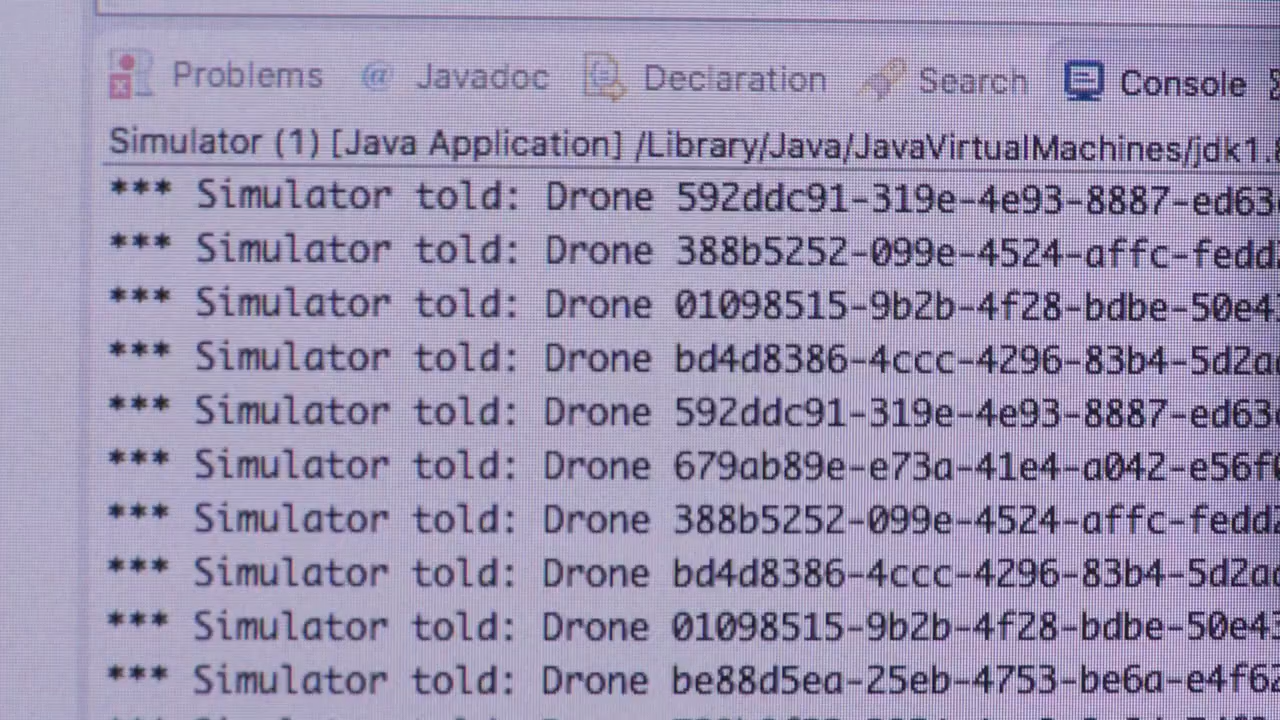 Problems @ Javadoc Declaration Search Console
Simulator (1) [Java Application] /Library/Java/JavaVirtualMachines/jdk1.8
*** Simulator told: Drone 592ddc91-319e-4e93-8887-ed63
*** Simulator told: Drone 388b5252-099e-4524-affc-fedd
*** Simulator told: Drone 01098515-9b2b-4f28-bdbe-50e4
*** Simulator told: Drone bd4d8386-4ccc-4296-83b4-5d2a
*** Simulator told: Drone 592ddc91-319e-4e93-8887-ed63
*** Simulator told: Drone 679ab89e-e73a-41e4-a042-e56f
*** Simulator told: Drone 388b5252-099e-4524-affc-fedd
*** Simulator told: Drone bd4d8386-4ccc-4296-83b4-5d2a
*** Simulator told: Drone 01098515-9b2b-4f28-bdbe-50e4
*** Simulator told: Drone be88d5ea-25eb-4753-be6a-e4f6